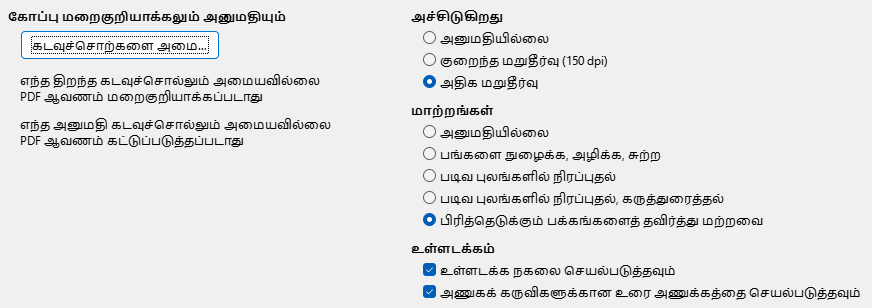 கோப்பு மறைகுறியாக்கலும் அனுமதியும்
கடவுச்சொற்களை அமை...
எந்த திறந்த கடவுச்சொல்லும் அமையவில்லை
PDF ஆவணம் மறைகுறியாக்கப்படாது
எந்த அனுமதி கடவுச்சொல்லும் அமையவில்லை
PDF ஆவணம் கட்டுப்படுத்தப்படாது
அச்சிடுகிறது
அனுமதியில்லை
குறைந்த மறுதீர்வு (150 dpi)
அதிக மறுதீர்வு
மாற்றங்கள்
அனுமதியில்லை
பங்களை நுழைக்க, அழிக்க, சுற்ற
படிவ புலங்களில் நிரப்புதல்
படிவ புலங்களில் நிரப்புதல், கருத்துரைத்தல்
பிரித்தெடுக்கும் பக்கங்களைத் தவிர்த்து மற்றவை
உள்ளடக்கம்
உள்ளடக்க நகலை செயல்படுத்தவும்
அணுகக் கருவிகளுக்கான உரை அணுக்கத்தை செயல்படுத்தவும்